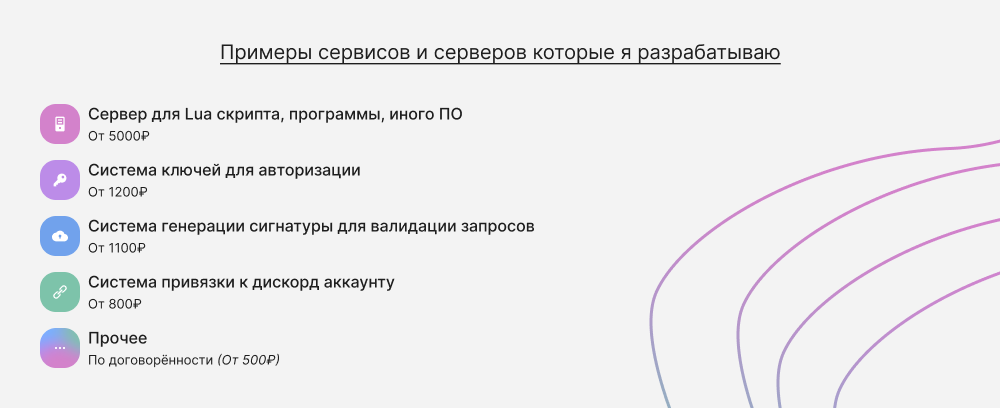 Примеры сервисов и серверов которые я разрабатываю
Сервер для Lua скрипта, программы, иного ПО
От 5000₽
Система ключей для авторизации
От 1200₽
Система генерации сигнатуры для валидации запросов
От 1100₽
Система привязки к дискорд аккаунту
От 800₽
Прочее
По договорённости (От 500₽)